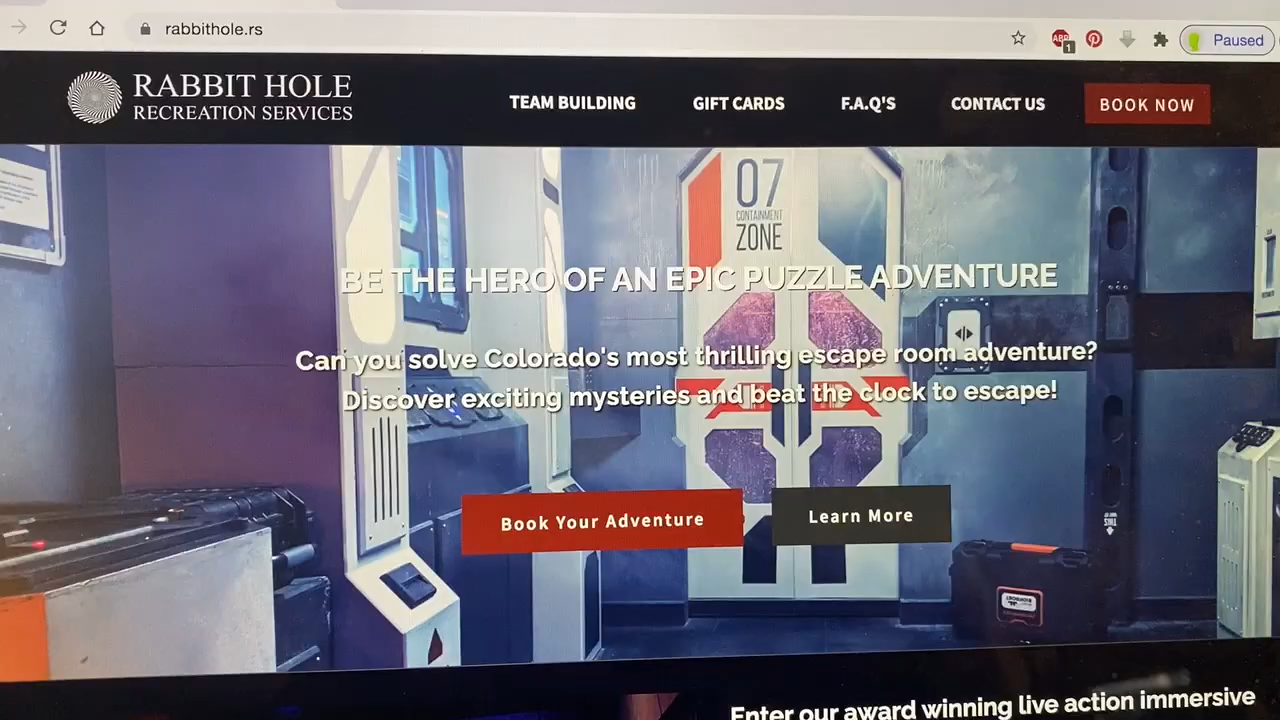 rabbithole.rs
ABP
1
Paused
RABBIT HOLE
RECREATION SERVICES
TEAM BUILDING
GIFT CARDS
F.A.Q'S
CONTACT US
BOOK NOW
07
CONTAINMENT
ZONE
BE THE HERO OF AN EPIC PUZZLE ADVENTURE
Can you solve Colorado's most thrilling escape room adventure?
Discover exciting mysteries and beat the clock to escape!
Book Your Adventure
Learn More
Enter our award winning live action immersive